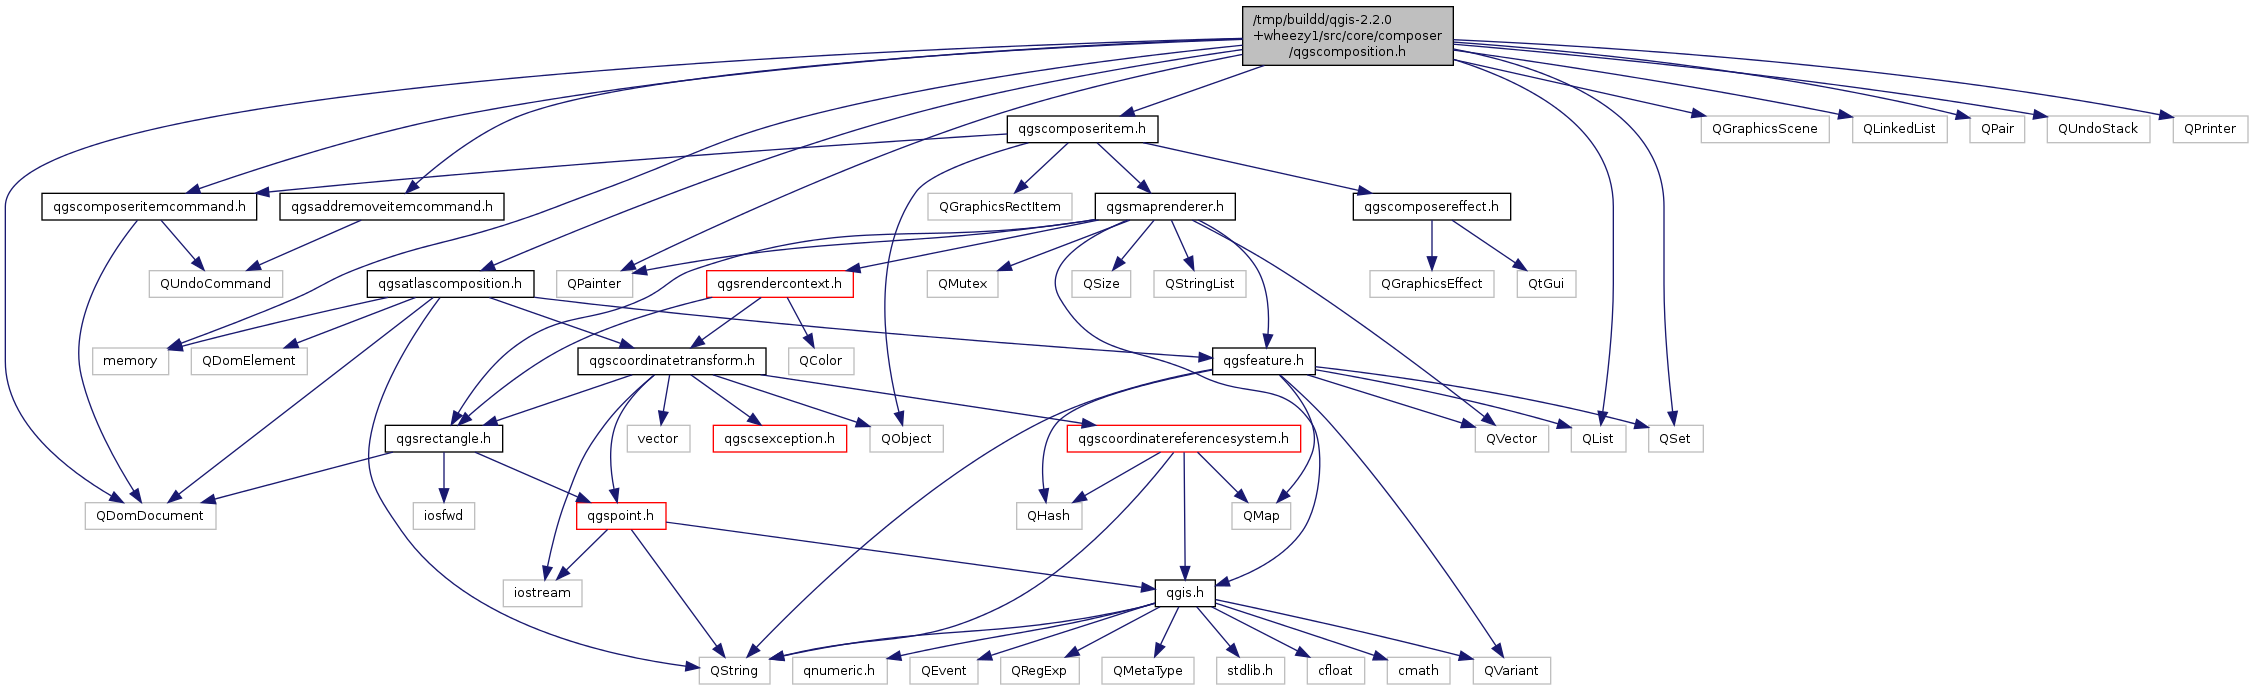 /tmp/buildd/qgis-2.2.0
+wheezy1/src/core/composer
/qgscomposition.h
qgscomposeritem.h
QGraphicsScene
QLinkedList
QPair
QUndoStack
QPrinter
qgscomposeritemcommand.h
qgsaddremoveitemcommand.h
QGraphicsRectItem
qgsmaprenderer.h
qgscomposereffect.h
QUndoCommand
qgsatlascomposition.h
QPainter
qgsrendercontext.h
QMutex
QSize
QStringList
QGraphicsEffect
QtGui
memory
QDomElement
qgscoordinatetransform.h
QColor
qgsfeature.h
qgsrectangle.h
vector
qgscsexception.h
QObject
qgscoordinatereferencesystem.h
QVector
QList
QSet
QDomDocument
iosfwd
qgspoint.h
QHash
QMap
iostream
qgis.h
QString
qnumeric.h
QEvent
QRegExp
QMetaType
stdlib.h
cfloat
cmath
QVariant